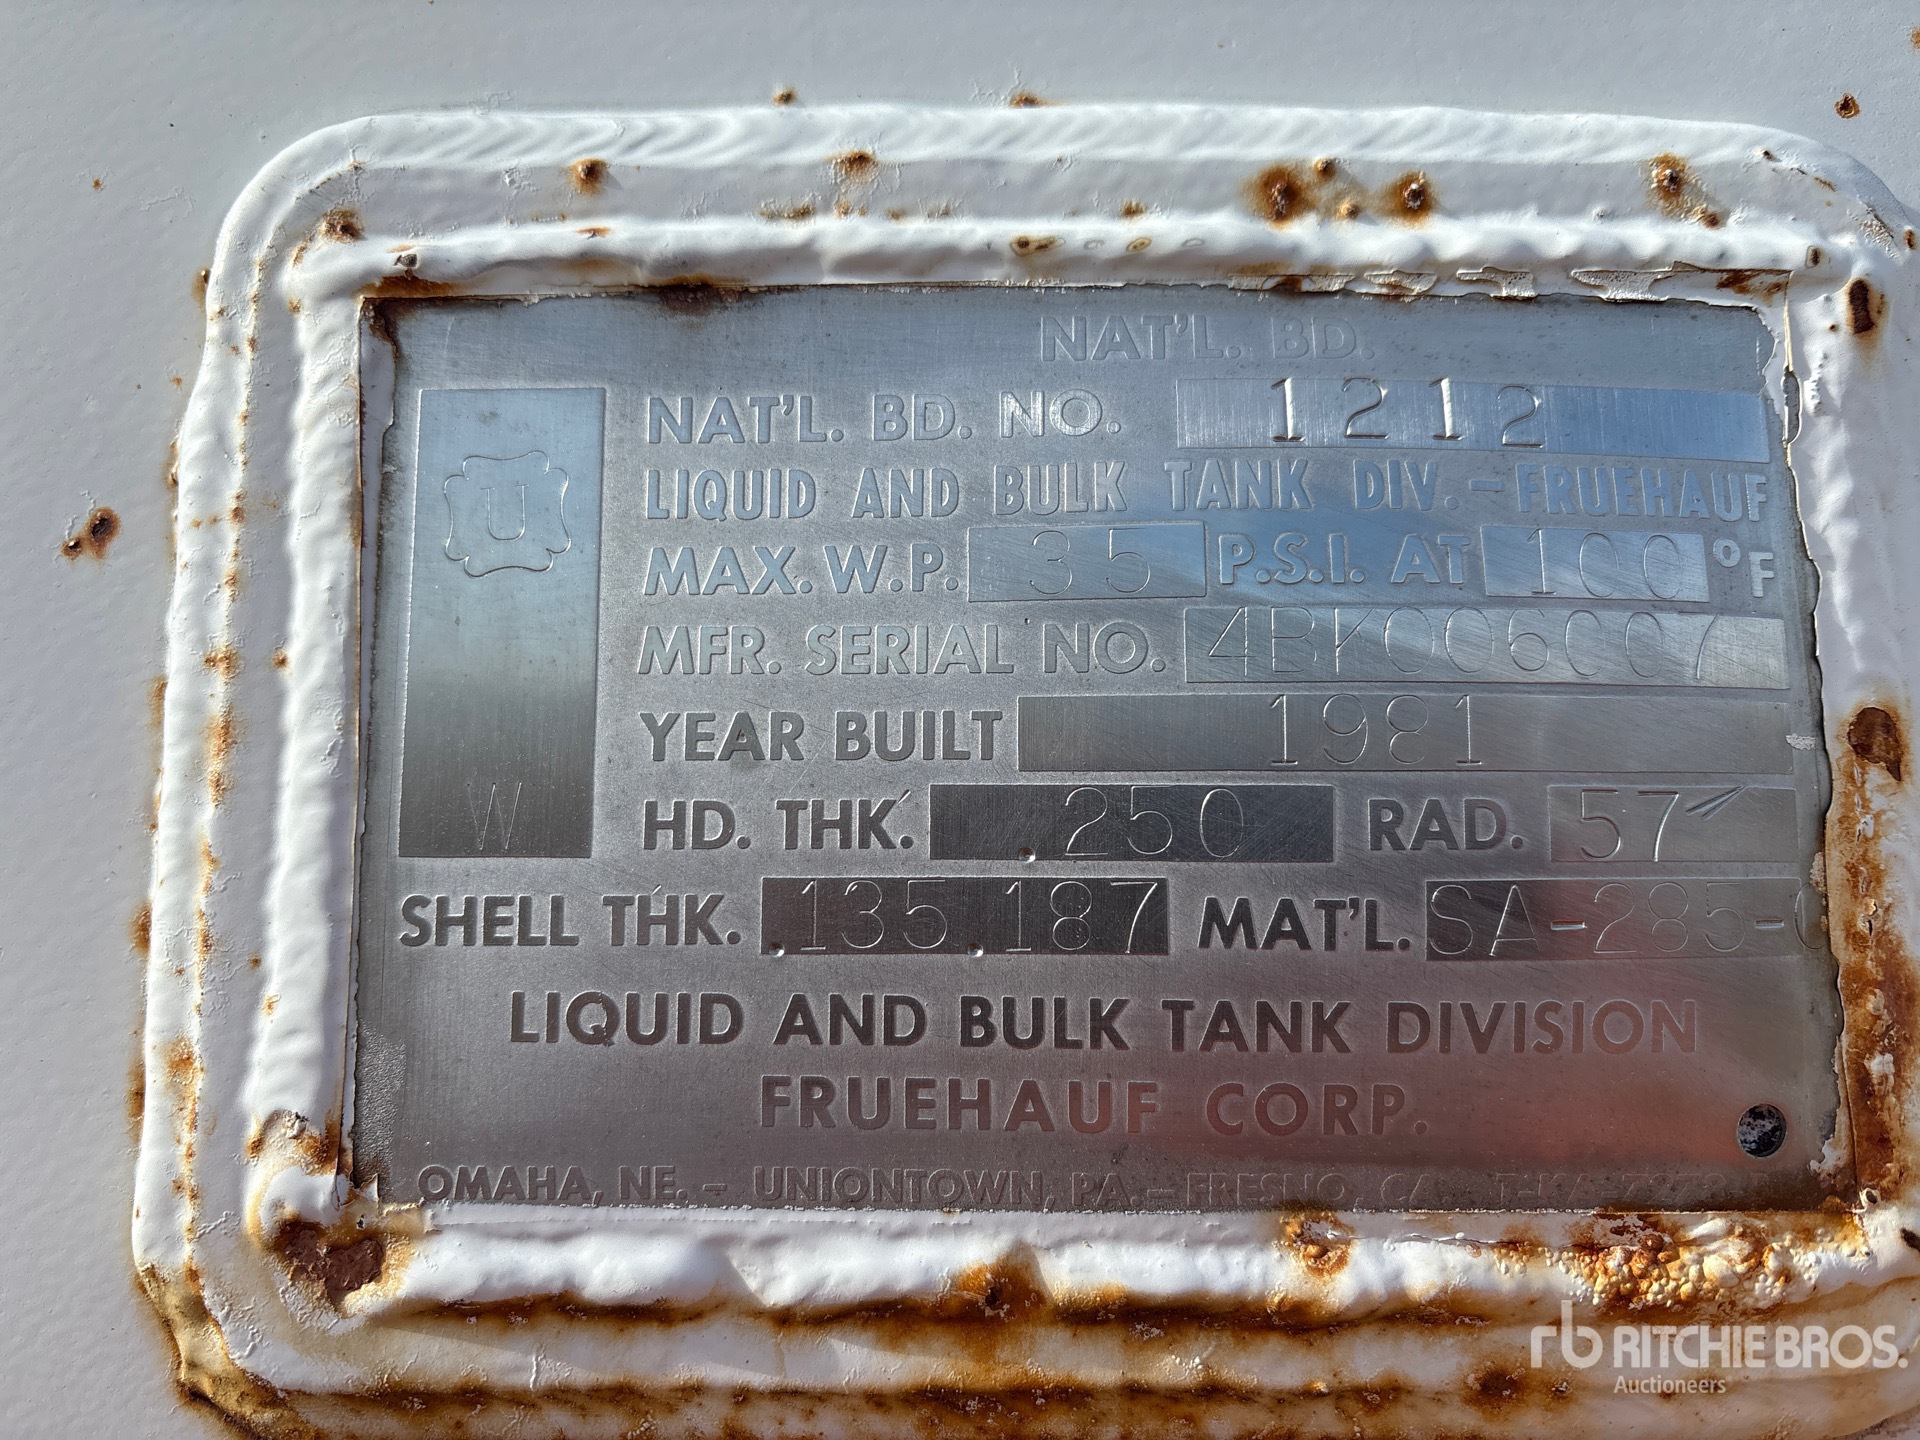 NAT'L. BD.
NAT'L. BD. NO. 1212
U
LIQUID AND BULK TANK DIV. - FRUEHAUF
MAX. W.P. 35 P.S.I. AT 100 °F
MFR. SERIAL NO. 4BK006007
YEAR BUILT 1981
W
HD. THK. .250 RAD. 57"
SHELL THK. .135 .187 MAT'L. SA-285-C
LIQUID AND BULK TANK DIVISION
FRUEHAUF CORP.
OMAHA, NE. - UNIONTOWN, PA. - FRESNO, CA.
rb RITCHIE BROS.
Auctioneers